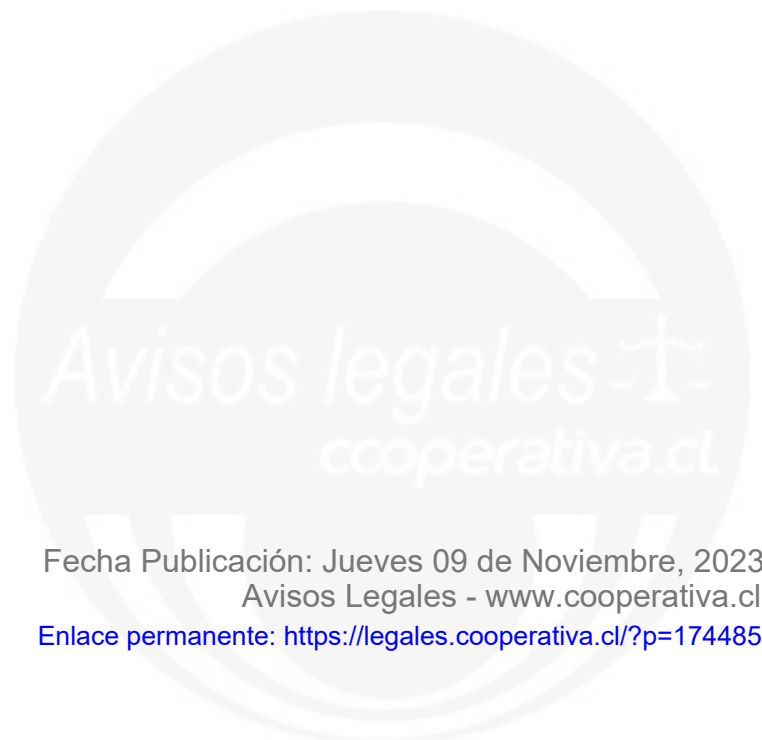 Avisos legales
cooperativa.cl
Fecha Publicación: Jueves 09 de Noviembre, 2023
Avisos Legales - www.cooperativa.cl
Enlace permanente: https://legales.cooperativa.cl/?p=174485